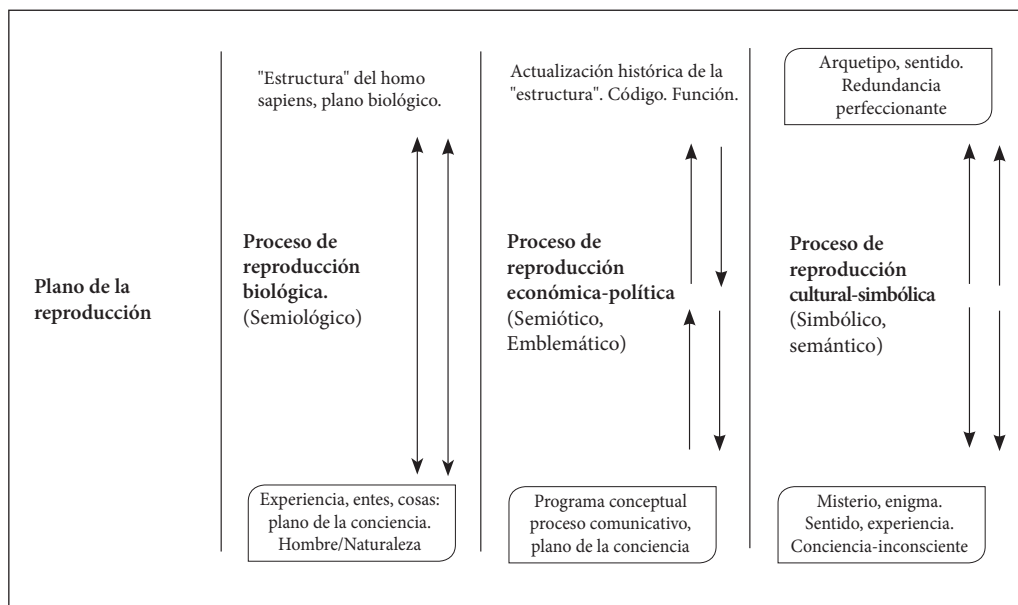 Plano de la
reproducción
"Estructura" del homo
sapiens, plano biológico.
Proceso de
reproducción
biológica.
(Semiológico)
Experiencia, entes, cosas:
plano de la conciencia.
Hombre/Naturaleza
Actualización histórica de la
"estructura". Código. Función.
Proceso de
reproducción
económica-política
(Semiótico,
Emblemático)
Programa conceptual
proceso comunicativo,
plano de la conciencia
Arquetipo, sentido.
Redundancia
perfeccionante
Proceso de
reproducción
cultural-simbólica
(Simbólico,
semántico)
Misterio, enigma.
Sentido, experiencia.
Conciencia-inconsciente